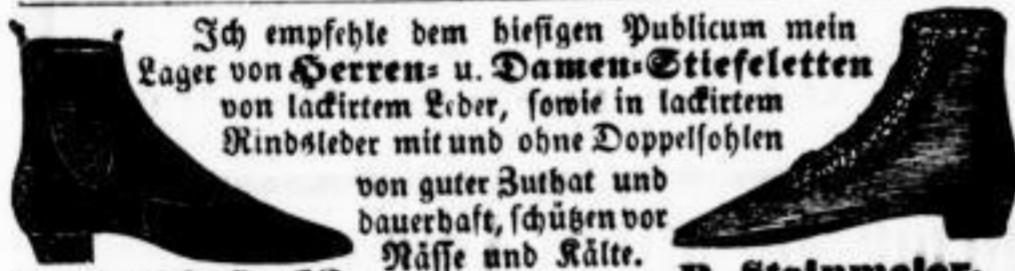 Ich empfehle dem hiesigen Publicum mein
Lager von Herren- u. Damen-Stiefeletten
von lackirtem Leder, sowie in lackirtem
Rindsleder mit und ohne Doppelsohlen
von guter Zuthat und
dauerhaft, schützen vor
Nässe und Kälte.
Steinmeier.